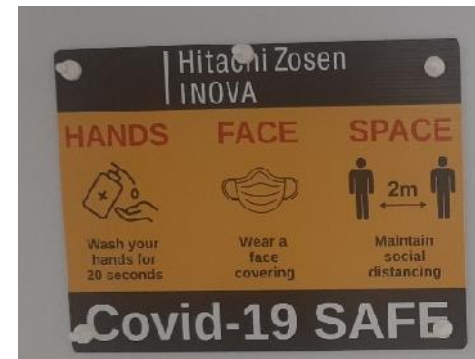 Hitachi Zosen
INOVA
HANDS
FACE
SPACE
2m
Wash your
hands for
20 seconds
Wear a
face
covering
Maintain
social
distancing
Covid-19 SAFE